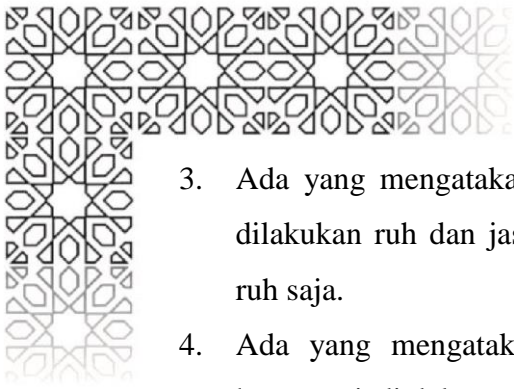 3. Ada yang mengataka
dilakukan ruh dan jas
ruh saja.
4. Ada yang mengatak